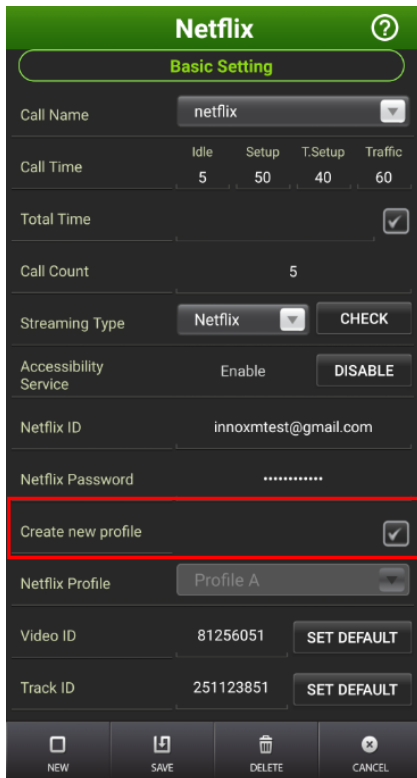 Netflix
Basic Setting
Call Name netflix
Idle Setup T.Setup Traffic
Call Time 5 50 40 60
Total Time
Call Count 5
Streaming Type Netflix CHECK
Accessibility
Service Enable DISABLE
Netflix ID innoxmtest@gmail.com
Netflix Password ••••••••••••
Create new profile
Netflix Profile Profile A
Video ID 81256051 SET DEFAULT
Track ID 251123851 SET DEFAULT
NEW SAVE DELETE CANCEL